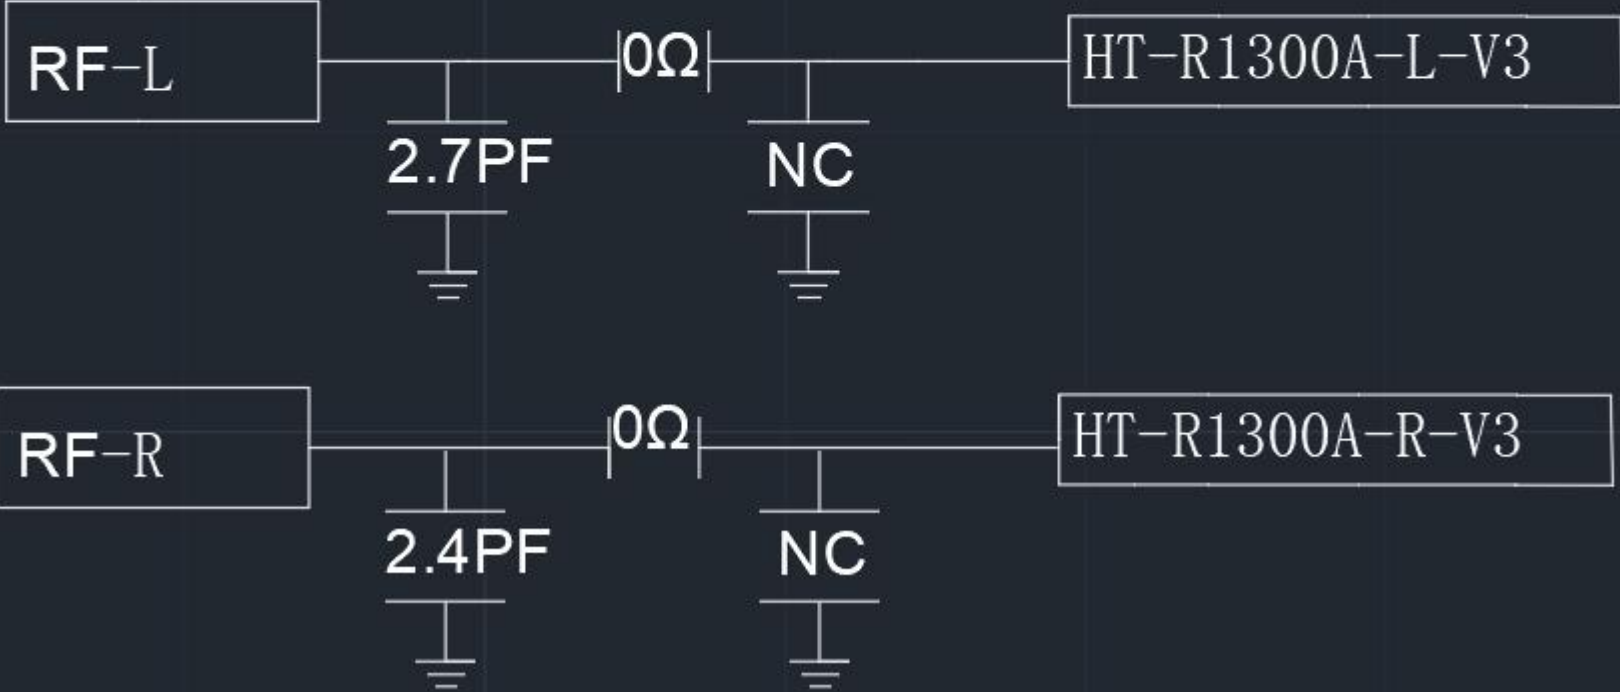 RF-L
0Ω
HT-R1300A-L-V3
2.7PF
NC
RF-R
0Ω
HT-R1300A-R-V3
2.4PF
NC